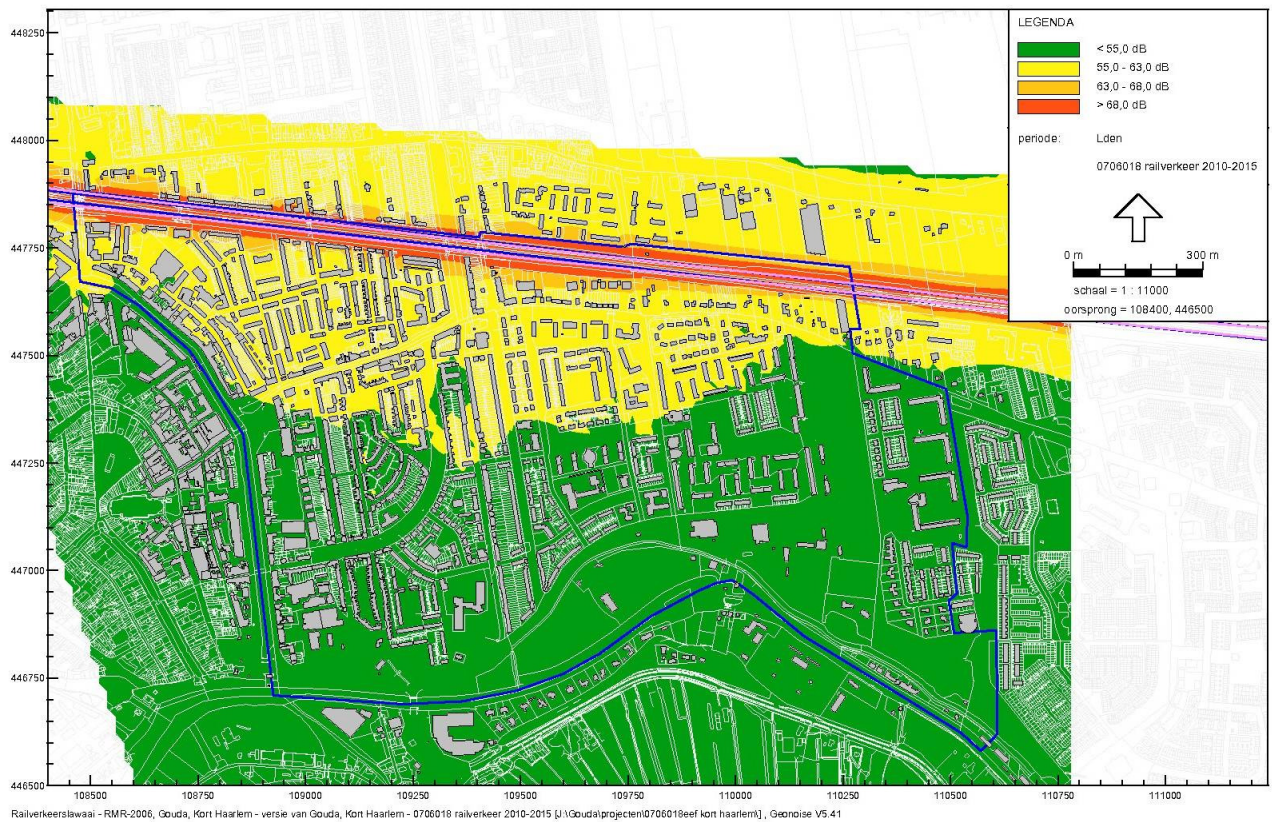 LEGENDA
< 55,0 dB
55,0 - 63,0 dB
63,0 - 68,0 dB
> 68,0 dB
periode: Lden
0706018 railverkeer 2010-2015
0 m 300 m
schaal = 1 : 11000
oorsprong = 108400, 446500
448250
448000
447750
447500
447250
447000
446750
446500
108500 108750 109000 109250 109500 109750 110000 110250 110500 110750 111000
Railverkeerslawaai - RMR-2006, Gouda, Kort Haarlem - versie van Gouda, Kort Haarlem - 0706018 railverkeer 2010-2015 [J:\Gouda\projecten\0706018eef kort haarlem\] , Geonoise V5.41